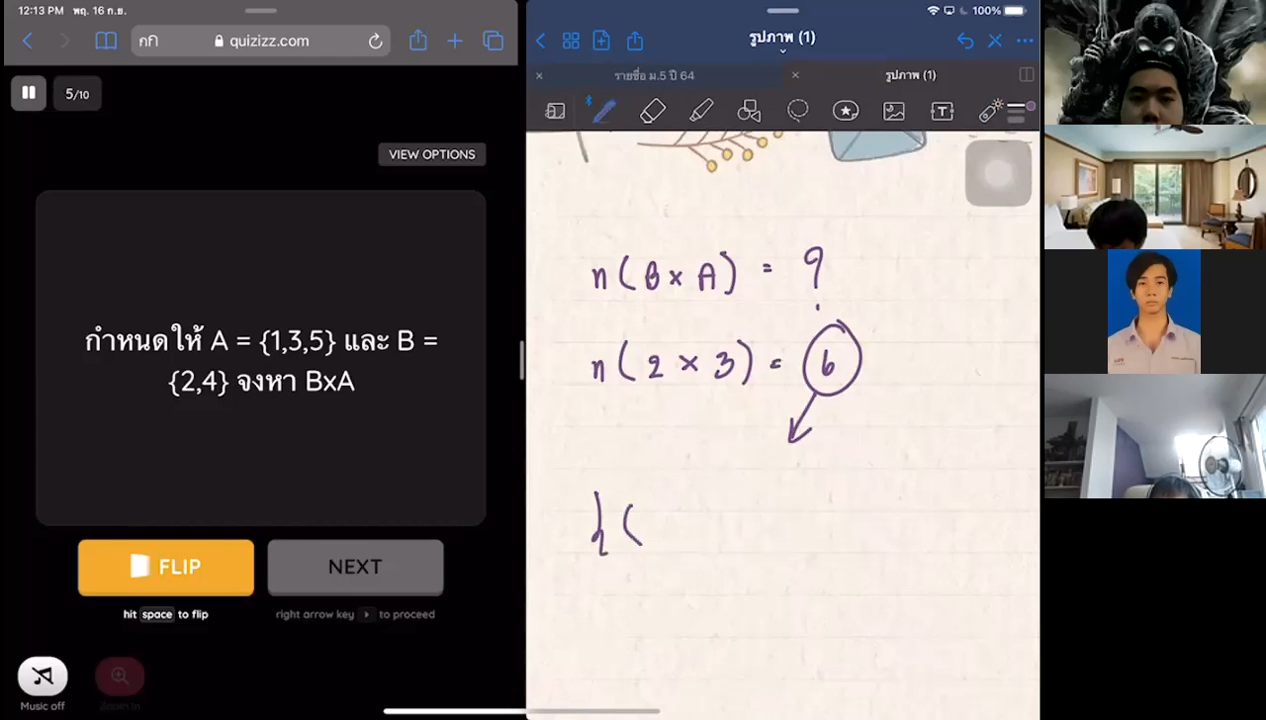 12:13 PM พฤ. 16 ก.ย.
กก quizizz.com
5/10
VIEW OPTIONS
กำหนดให้ A = {1,3,5} และ B =
{2,4} จงหา BxA
FLIP
NEXT
hit space to flip
right arrow key to proceed
Music off
Zoom in
100%
รูปภาพ (1)
รายชื่อ ม.5 ปี 64
รูปภาพ (1)
n(B×A) = ?
n(2×3) = 6
{(